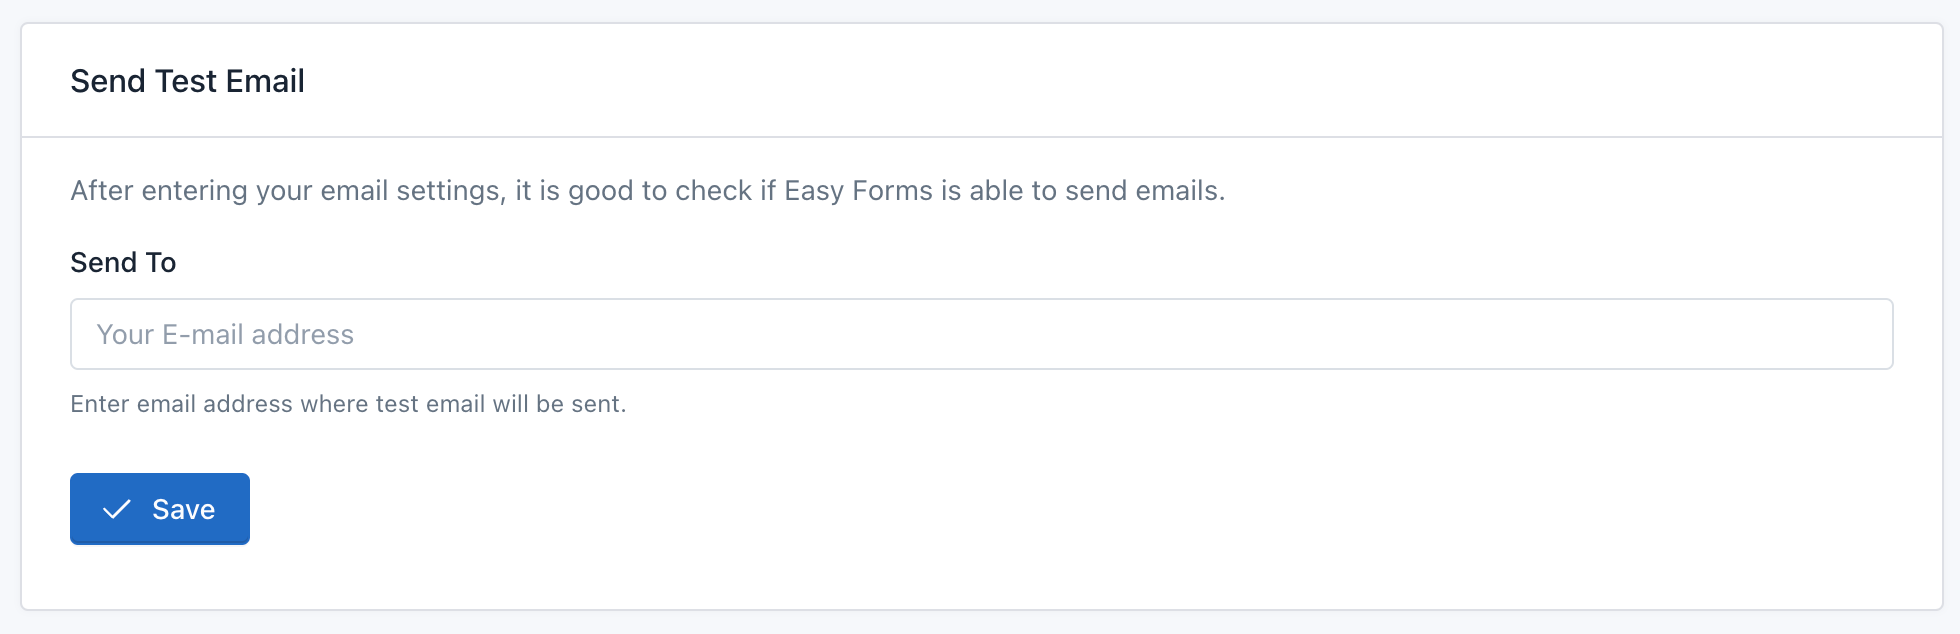 Send Test Email
After entering your email settings, it is good to check if Easy Forms is able to send emails.
Send To
Your E-mail address
Enter email address where test email will be sent.
Save